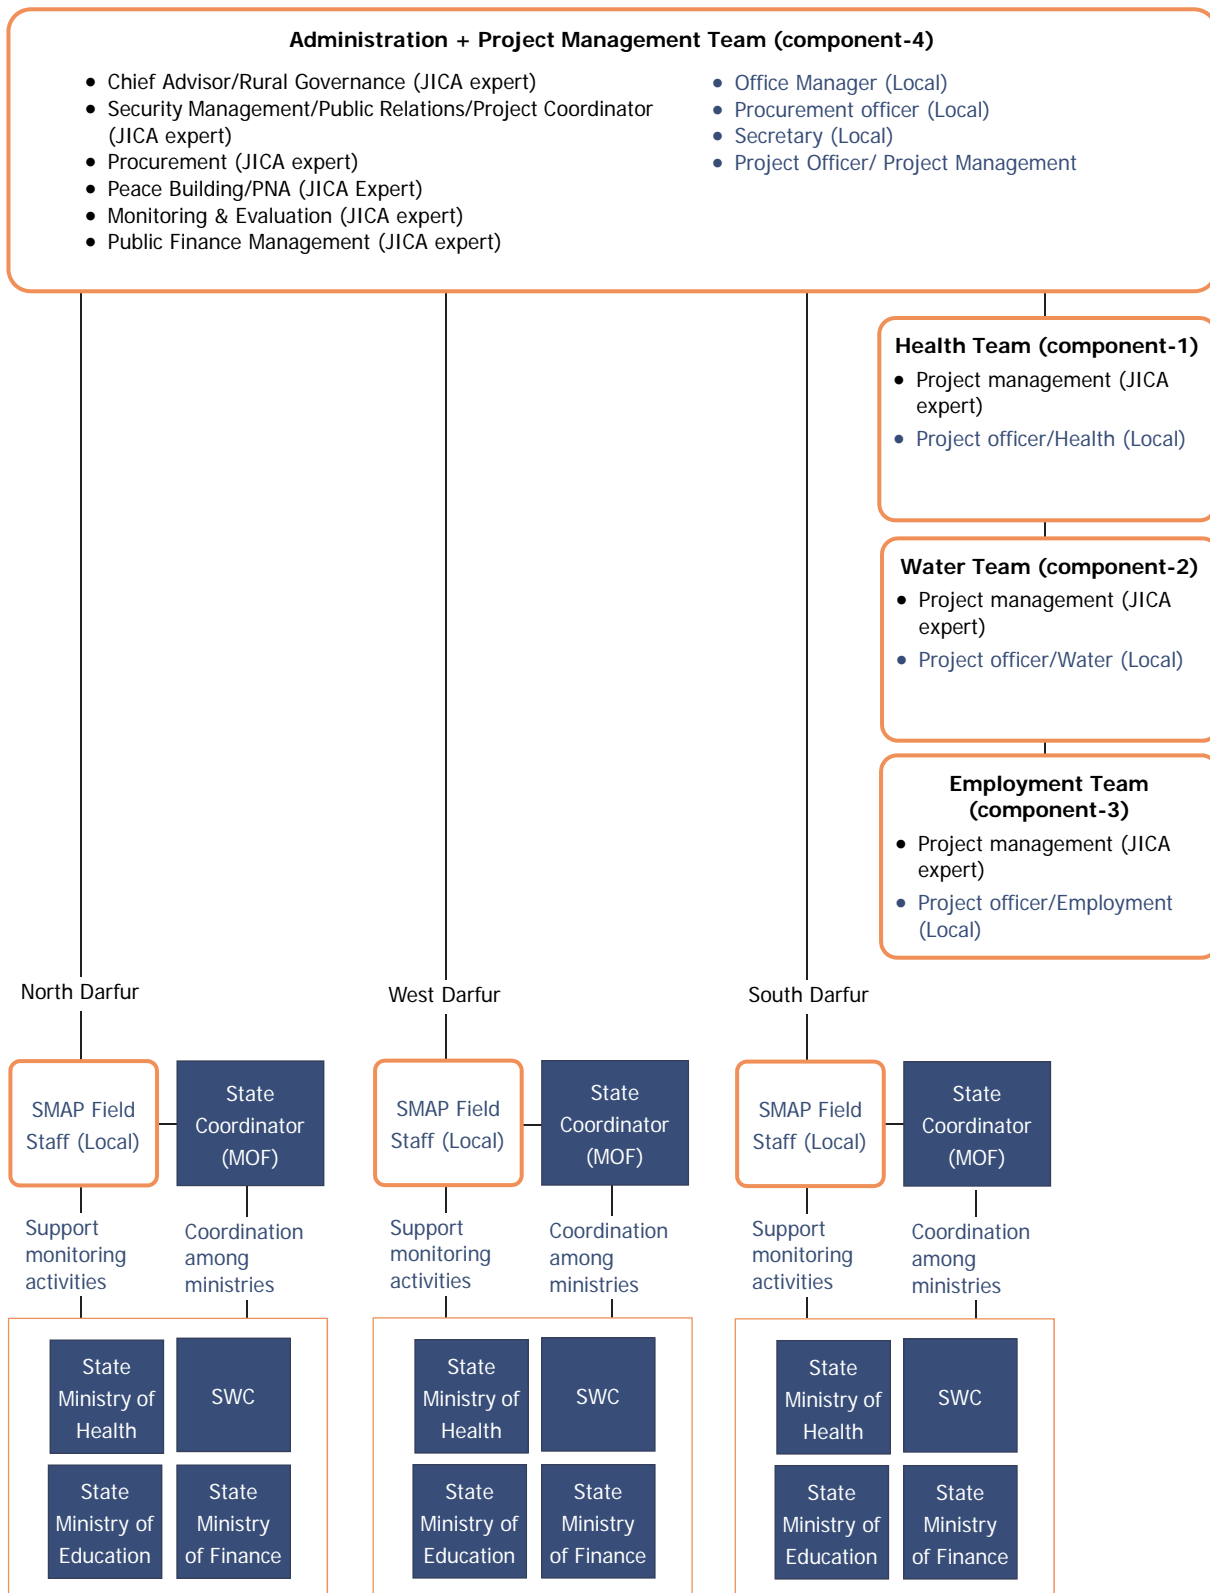 Administration + Project Management Team (component-4)
• Chief Advisor/Rural Governance (JICA expert)
• Security Management/Public Relations/Project Coordinator
(JICA expert)
• Procurement (JICA expert)
• Peace Building/PNA (JICA Expert)
• Monitoring & Evaluation (JICA expert)
• Public Finance Management (JICA expert)
• Office Manager (Local)
• Procurement officer (Local)
• Secretary (Local)
• Project Officer/ Project Management
Health Team (component-1)
• Project management (JICA
expert)
• Project officer/Health (Local)
Water Team (component-2)
• Project management (JICA
expert)
• Project officer/Water (Local)
Employment Team
(component-3)
• Project management (JICA
expert)
• Project officer/Employment
(Local)
North Darfur
SMAP Field
Staff (Local)
State
Coordinator
(MOF)
Support
monitoring
activities
Coordination
among
ministries
State
Ministry of
Health
SWC
State
Ministry of
Education
State
Ministry
of Finance
West Darfur
SMAP Field
Staff (Local)
State
Coordinator
(MOF)
Support
monitoring
activities
Coordination
among
ministries
State
Ministry of
Health
SWC
State
Ministry of
Education
State
Ministry
of Finance
South Darfur
SMAP Field
Staff (Local)
State
Coordinator
(MOF)
Support
monitoring
activities
Coordination
among
ministries
State
Ministry of
Health
SWC
State
Ministry of
Education
State
Ministry
of Finance